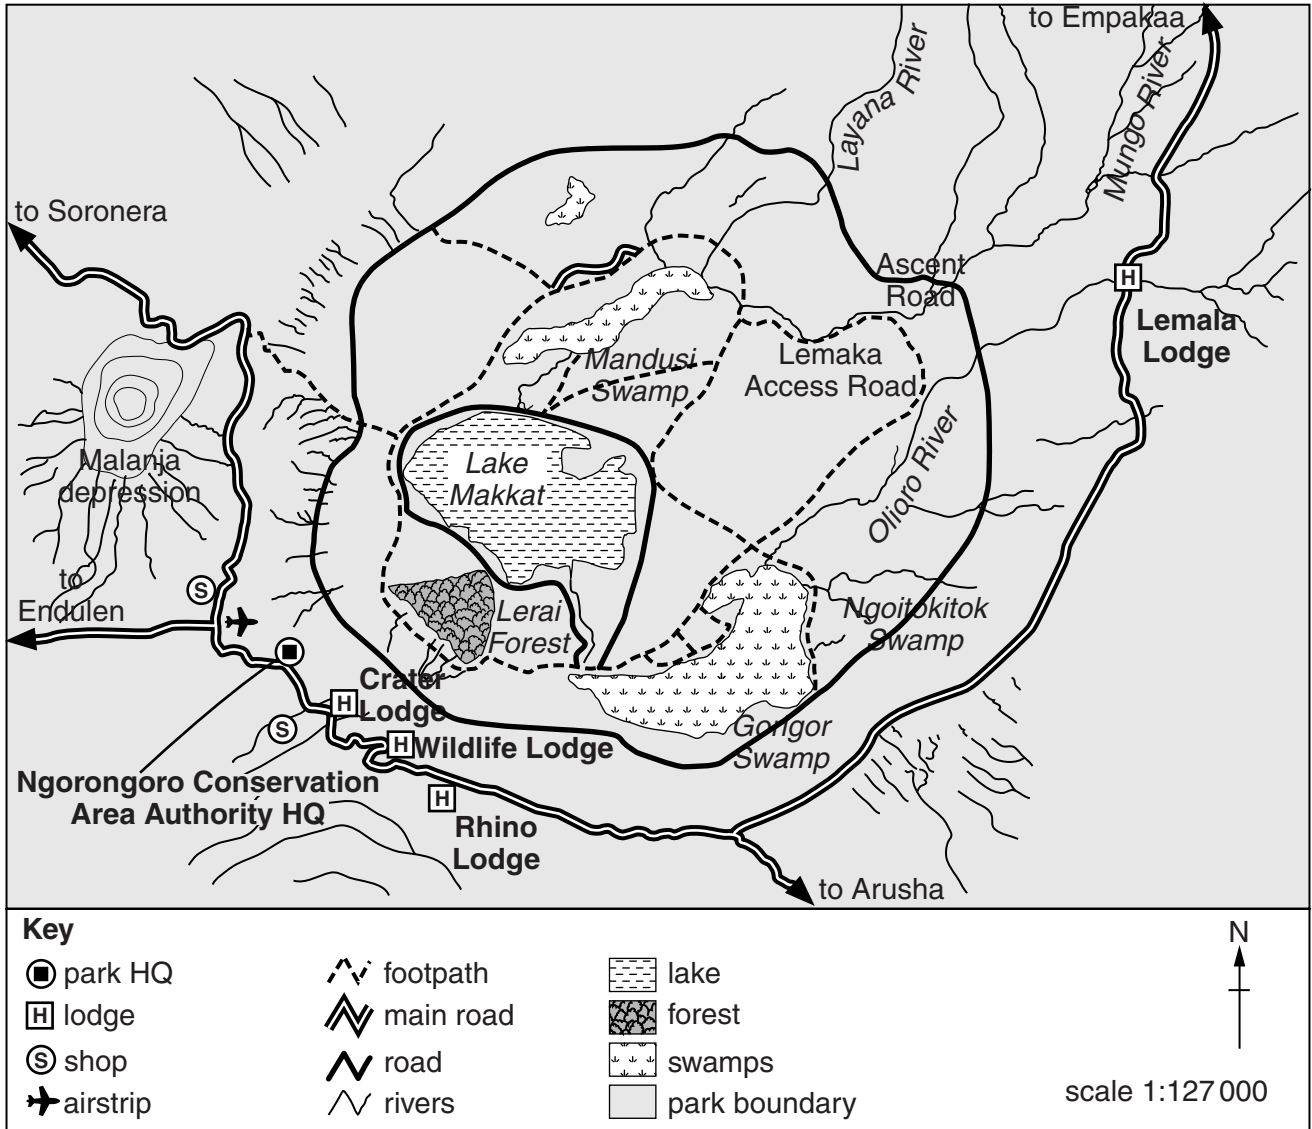 to Empakaa
Layana River
Mungo River
to Soronera
Ascent
Road
H
Lemala
Lodge
Mandusi
Swamp
Lemaka
Access Road
Malanja
depression
Lake
Makkat
Olioro River
to
Endulen
S
Lerai
Forest
Ngoitokitok
Swamp
Crater
Lodge
H
S
H
Wildlife Lodge
Gongor
Swamp
Ngorongoro Conservation
Area Authority HQ
H
Rhino
Lodge
to Arusha
Key
park HQ
H lodge
S shop
airstrip
footpath
main road
road
rivers
lake
forest
swamps
park boundary
N
scale 1:127 000